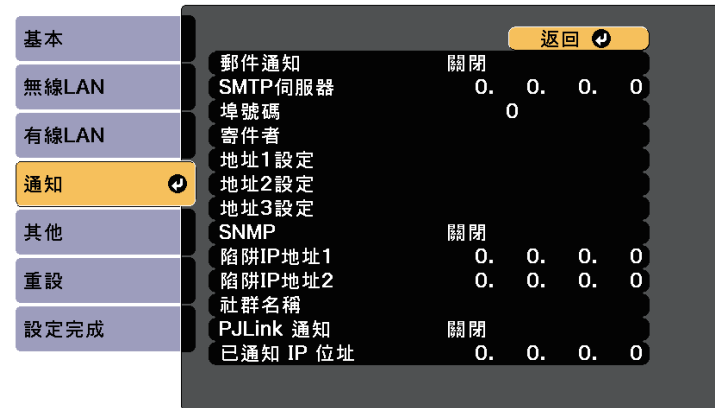 基本
無線LAN
有線LAN
通知
其他
重設
設定完成
返回
郵件通知 關閉
SMTP伺服器 0. 0. 0. 0
埠號碼 0
寄件者
地址1設定
地址2設定
地址3設定
SNMP 關閉
陷阱IP地址1 0. 0. 0. 0
陷阱IP地址2 0. 0. 0. 0
社群名稱
PJLink 通知 關閉
已通知 IP 位址 0. 0. 0. 0